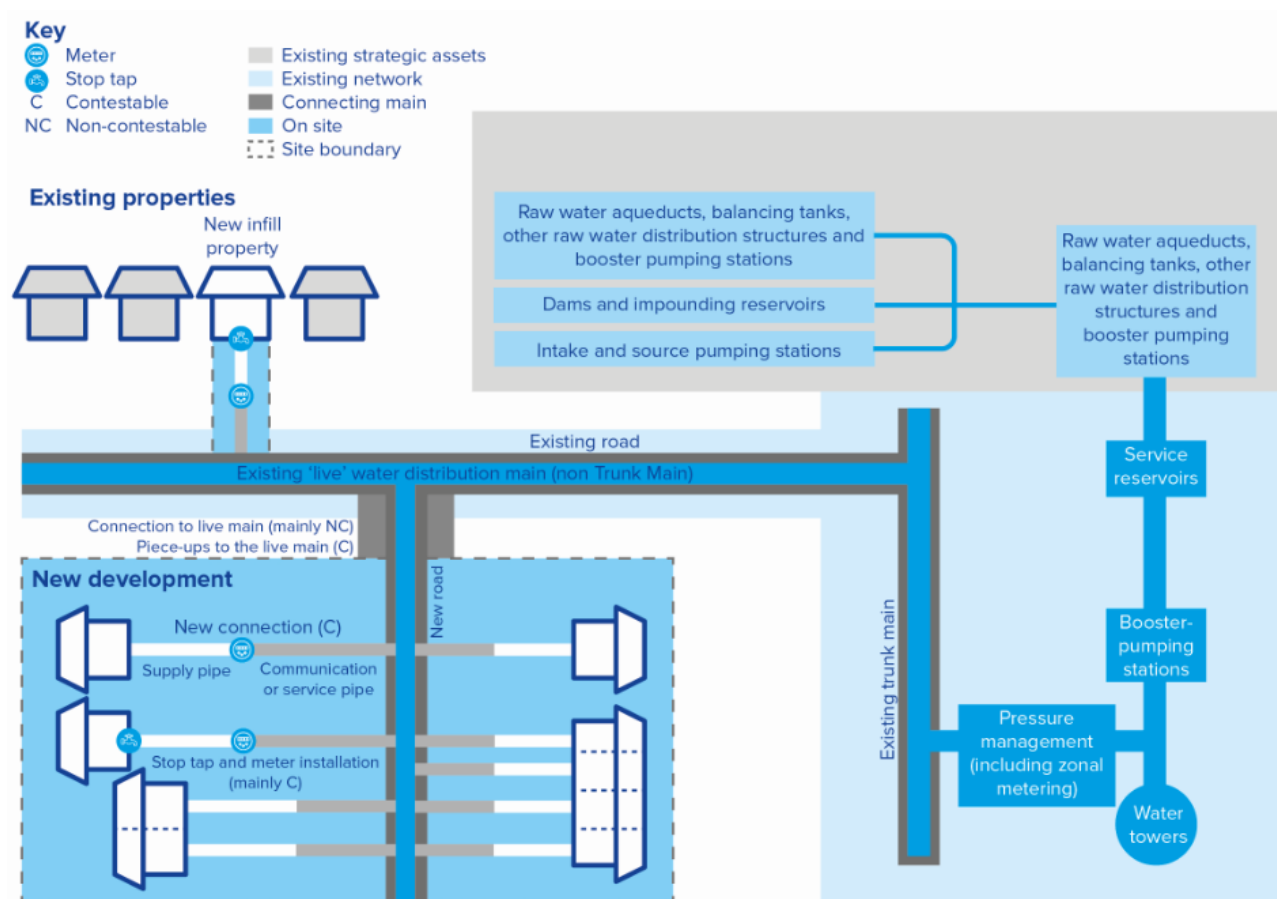 Key
Meter
Stop tap
C Contestable
NC Non-contestable
Existing strategic assets
Existing network
Connecting main
On site
Site boundary
Existing properties
New infill
property
Raw water aqueducts, balancing tanks,
other raw water distribution structures and
booster pumping stations
Dams and impounding reservoirs
Intake and source pumping stations
Raw water aqueducts,
balancing tanks, other
raw water distribution
structures and
booster pumping
stations
Existing road
Existing ‘live’ water distribution main (non Trunk Main)
Service
reservoirs
Connection to live main (mainly NC)
Piece-ups to the live main (C)
New development
New road
New connection (C)
Supply pipe
Communication
or service pipe
Stop tap and meter installation
(mainly C)
Existing trunk main
Booster-
pumping
stations
Pressure
management
(including zonal
metering)
Water
towers